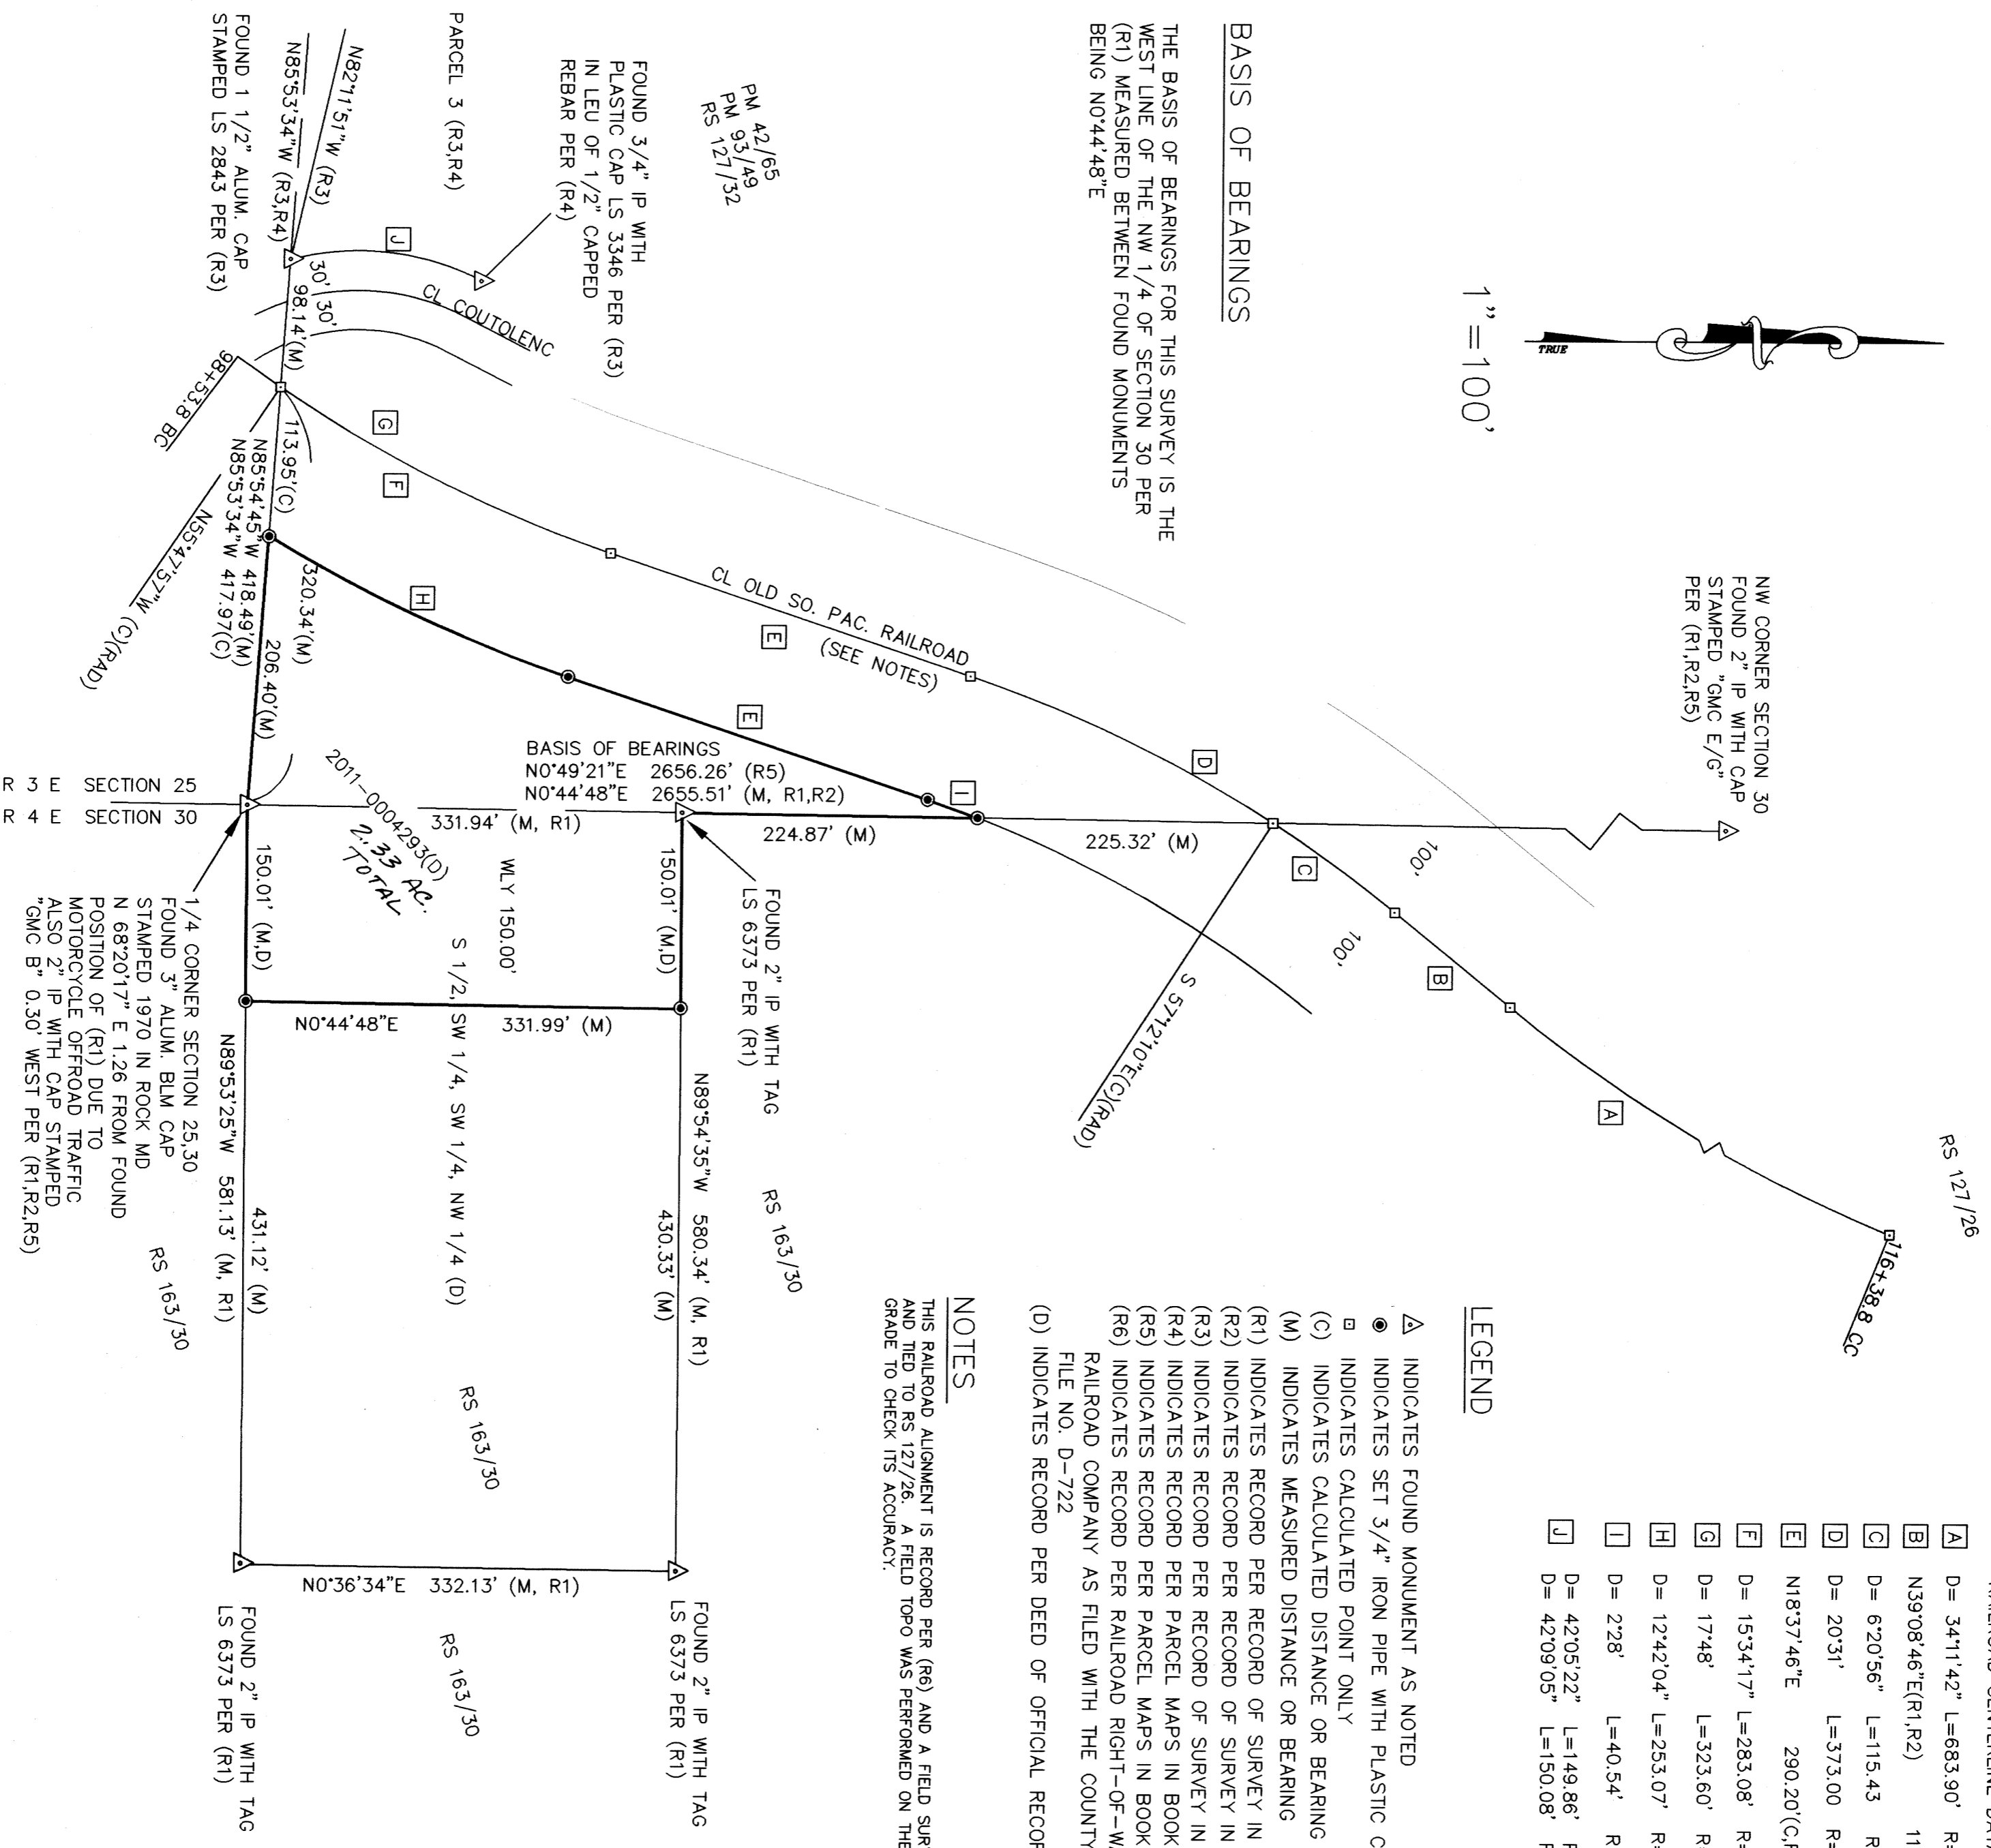 TRUE
1"=100'
BASIS OF BEARINGS
THE BASIS OF BEARINGS FOR THIS SURVEY IS THE
WEST LINE OF THE NW 1/4 OF SECTION 30 PER
(R1) MEASURED BETWEEN FOUND MONUMENTS
BEING N0°44'48"E
PM 42/65
PM 93/49
RS 127/32
FOUND 3/4" IP WITH
PLASTIC CAP LS 3346 PER (R3)
IN LEU OF 1/2" CAPPED
REBAR PER (R4)
PARCEL 3 (R3,R4)
N82°11'51"W (R3)
N85°53'34"W (R3,R4)
FOUND 1 1/2" ALUM. CAP
STAMPED LS 2843 PER (R3)
J
CL COUTOLENC
30' 30'
98.14'(M)
98+53.8 BC
113.95'(C)
N85°54'45"W 418.49'(M)
N85°53'34"W 417.97'(C)
N55°47'57"W (C)(RAD)
320.34'(M)
206.40'(M)
G
F
H
CL OLD SO. PAC. RAILROAD
(SEE NOTES)
E
E
I
D
C
B
A
NW CORNER SECTION 30
FOUND 2" IP WITH CAP
STAMPED "GMC E/G"
PER (R1,R2,R5)
BASIS OF BEARINGS
N0°49'21"E 2656.26' (R5)
N0°44'48"E 2655.51' (M, R1,R2)
331.94' (M, R1)
224.87' (M)
225.32' (M)
100'
100'
S 57°12'10"E(C)(RAD)
RS 127/26
116+38.8 CC
R 3 E SECTION 25
R 4 E SECTION 30
2011-0004293(D)
2.33 AC.
TOTAL
150.01' (M,D)
WLY 150.00'
150.01' (M,D)
S 1/2, SW 1/4, SW 1/4, NW 1/4 (D)
N0°44'48"E 331.99' (M)
FOUND 2" IP WITH TAG
LS 6373 PER (R1)
1/4 CORNER SECTION 25,30
FOUND 3" ALUM. BLM CAP
STAMPED 1970 IN ROCK MD
N 68°20'17" E 1.26 FROM FOUND
POSITION OF (R1) DUE TO
MOTORCYCLE OFFROAD TRAFFIC
ALSO 2" IP WITH CAP STAMPED
"GMC B" 0.30' WEST PER (R1,R2,R5)
N89°54'35"W 580.34' (M, R1)
430.33' (M)
N89°53'25"W 581.13' (M, R1)
431.12' (M)
RS 163/30
RS 163/30
RS 163/30
RS 163/30
N0°36'34"E 332.13' (M, R1)
FOUND 2" IP WITH TAG
LS 6373 PER (R1)
FOUND 2" IP WITH TAG
LS 6373 PER (R1)
LEGEND
INDICATES FOUND MONUMENT AS NOTED
INDICATES SET 3/4" IRON PIPE WITH PLASTIC
INDICATES CALCULATED POINT ONLY
(C) INDICATES CALCULATED DISTANCE OR BEARING
(M) INDICATES MEASURED DISTANCE OR BEARING
(R1) INDICATES RECORD PER RECORD OF SURVEY IN
(R2) INDICATES RECORD PER RECORD OF SURVEY IN
(R3) INDICATES RECORD PER RECORD OF SURVEY IN
(R4) INDICATES RECORD PER PARCEL MAPS IN BOOK
(R5) INDICATES RECORD PER PARCEL MAPS IN BOOK
(R6) INDICATES RECORD PER RAILROAD RIGHT-OF-W
RAILROAD COMPANY AS FILED WITH THE COUNTY
FILE NO. D-722
(D) INDICATES RECORD PER DEED OF OFFICIAL RECOR
NOTES
THIS RAILROAD ALIGNMENT IS RECORD PER (R6) AND A FIELD SUR
AND TIED TO RS 127/26. A FIELD TOPO WAS PERFORMED ON THE
GRADE TO CHECK ITS ACCURACY.
A D= 34°11'42" L=683.90' R=
B N39°08'46"E(R1,R2) 11
C D= 6°20'56" L=115.43 R
D D= 20°31' L=373.00 R=
E N18°37'46"E 290.20'(C,
F D= 15°34'17" L=283.08' R=
G D= 17°48' L=323.60' R=
H D= 12°42'04" L=253.07' R=
I D= 2°28' L=40.54' R
J D= 42°05'22" L=149.86'
D= 42°09'05" L=150.08'